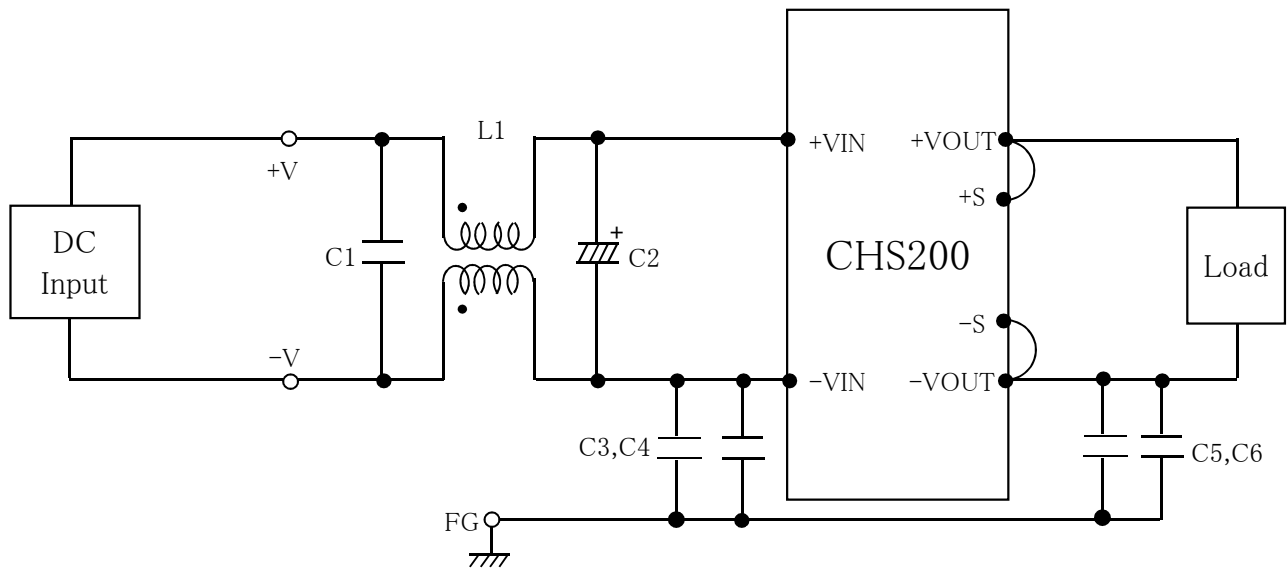 L1
+V
+VIN
+VOUT
+S
DC
Input
C1
+
C2
CHS200
Load
-S
-V
-VIN
-VOUT
C3,C4
C5,C6
FG